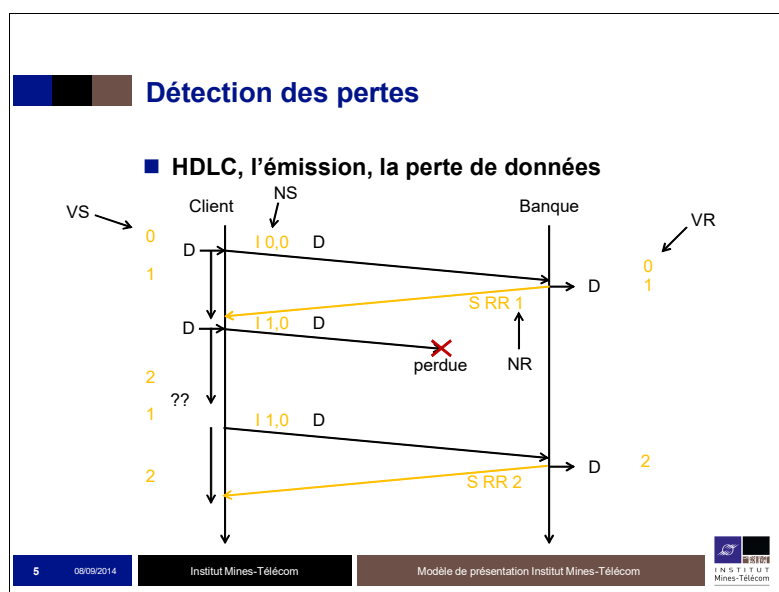 Détection des pertes
HDLC, l'émission, la perte de données
NS
VS
Client
Banque
VR
0
I 0,0 D
D
1
0
D
1
S RR 1
I 1,0 D
D
perdue
NR
2
??
1
I 1,0 D
D
2
2
S RR 2
5
08/09/2014
Institut Mines-Télécom
Modèle de présentation Institut Mines-Télécom
INSTITUT
Mines-Télécom